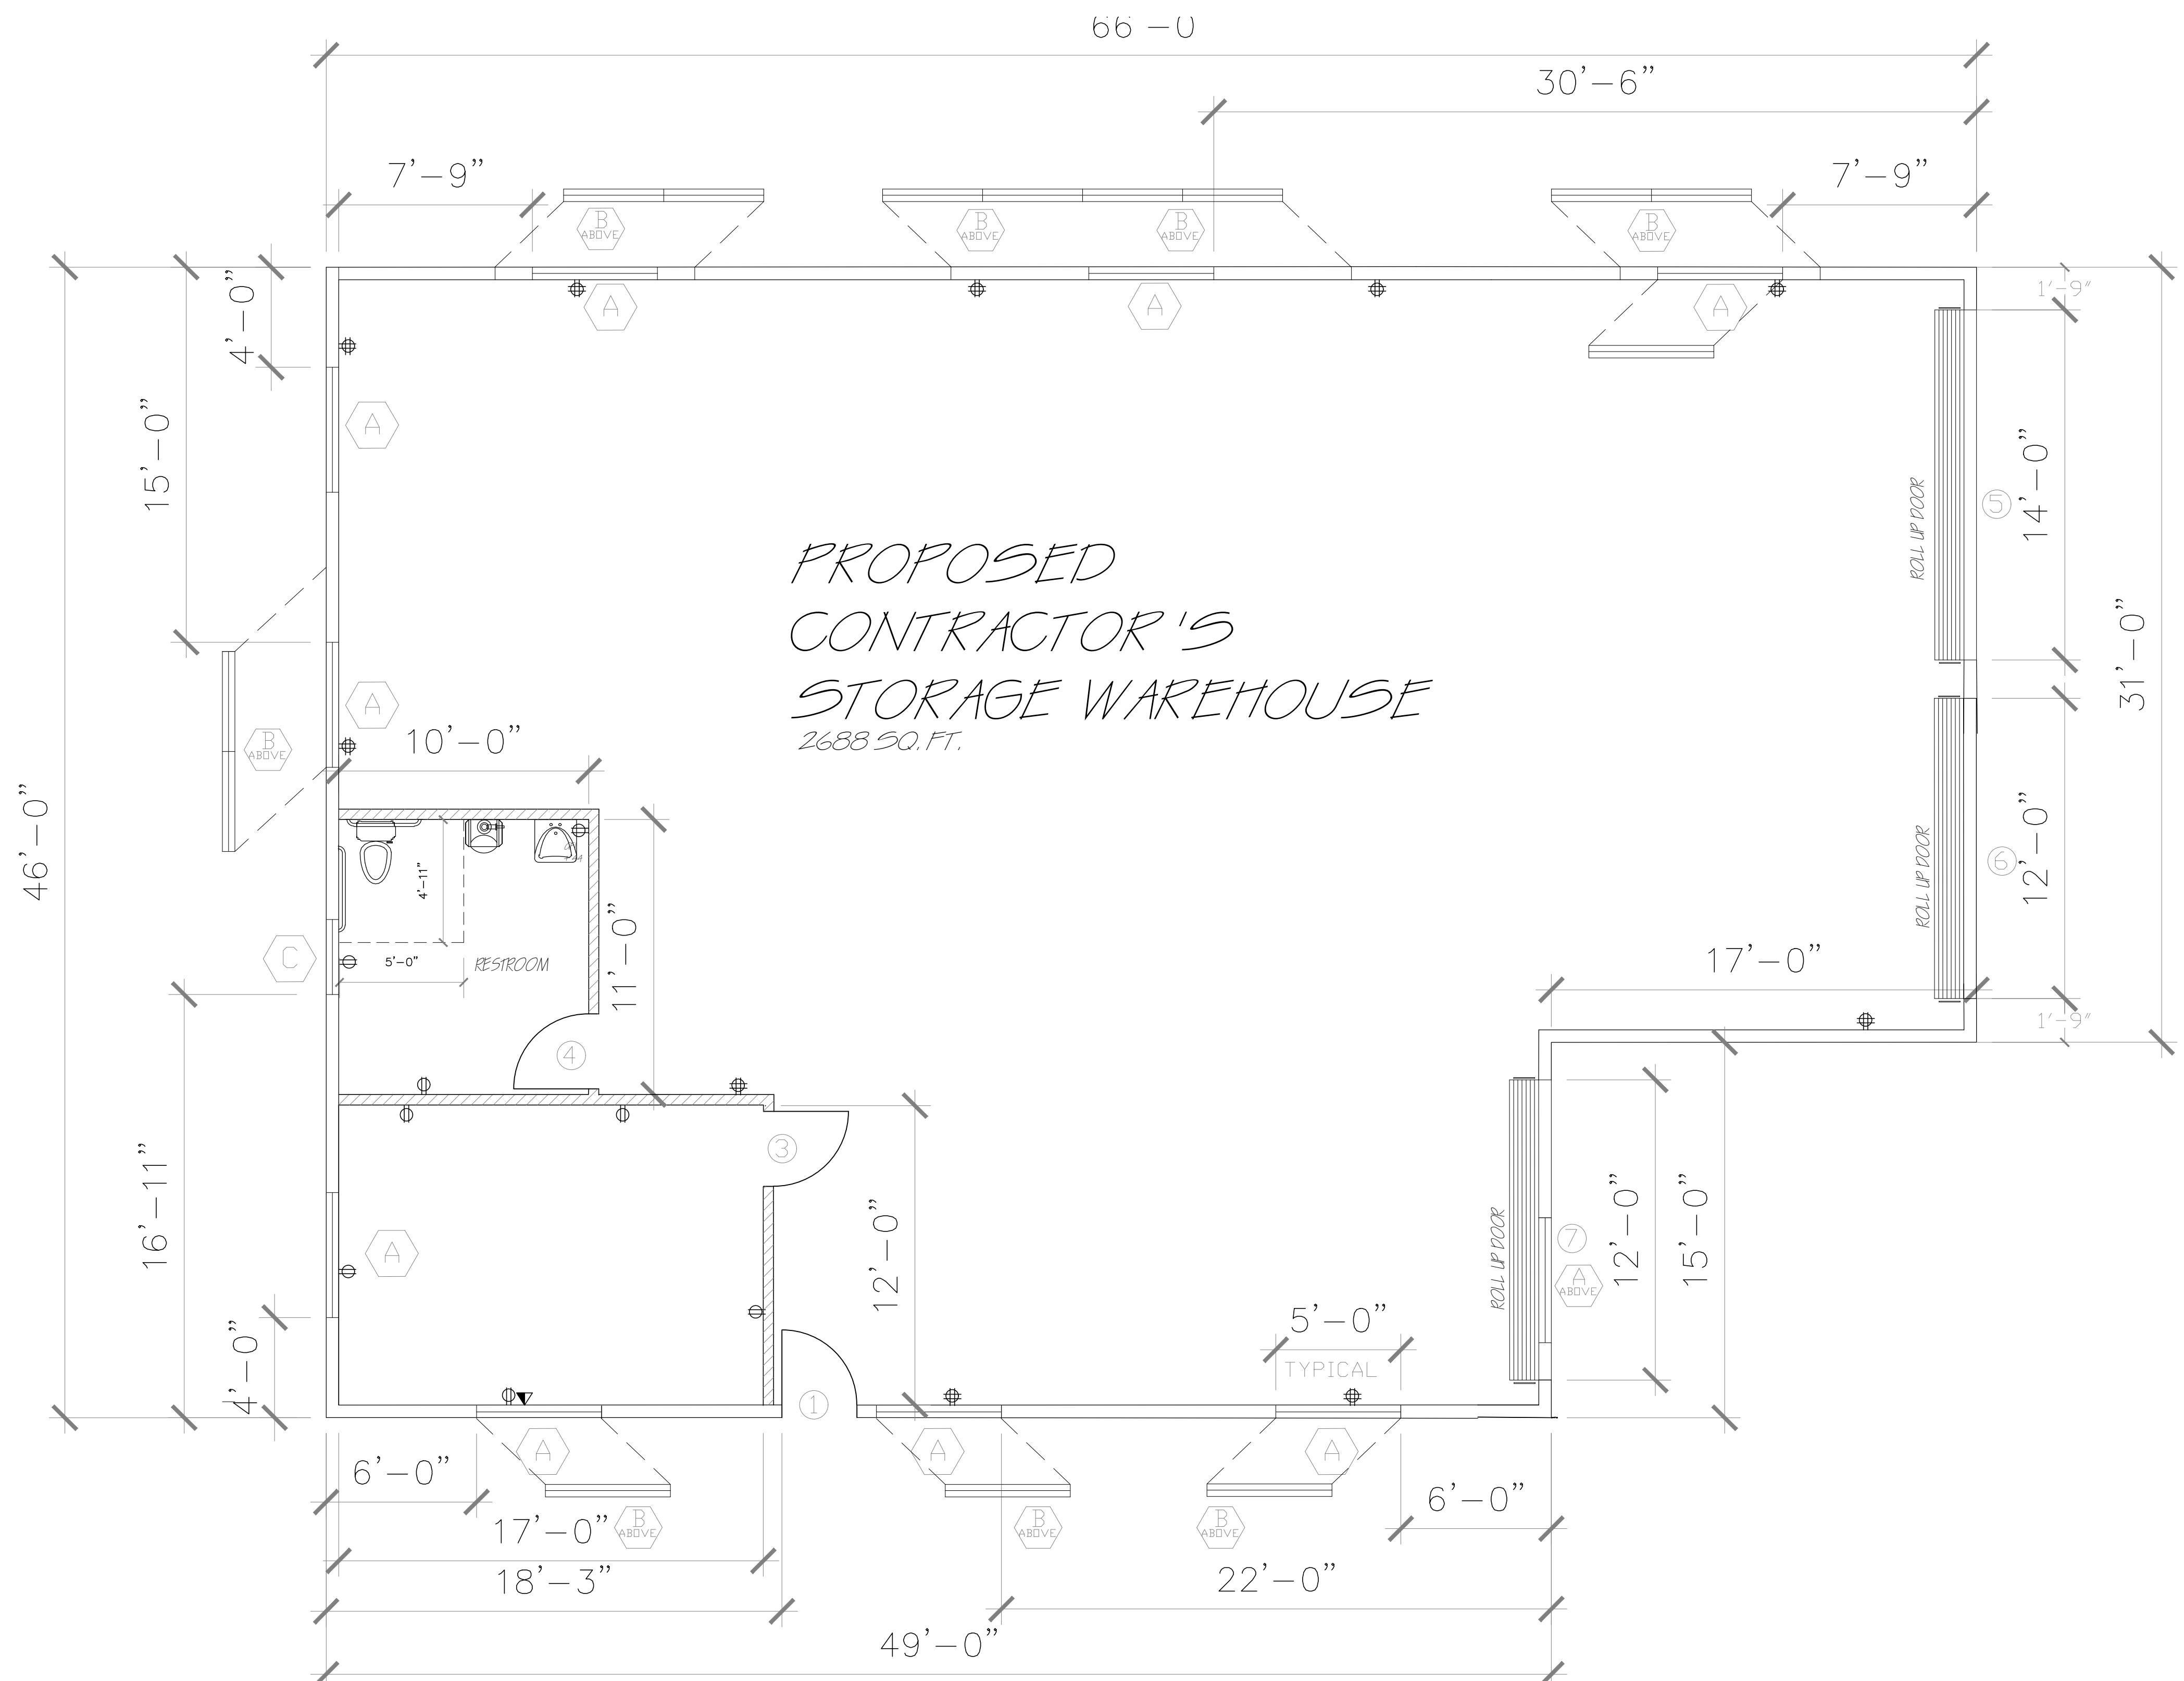 66'-0
30'-6"
7'-9"
7'-9"
B
ABOVE
B
ABOVE
B
ABOVE
B
ABOVE
4'-0"
A
A
A
1'-9"
15'-0"
A
ROLL UP DOOR
5
14'-0"
31'-0"
PROPOSED
CONTRACTOR'S
STORAGE WAREHOUSE
2688 SQ. FT.
A
B
ABOVE
10'-0"
46'-0"
4'-11"
ROLL UP DOOR
6
12'-0"
C
5'-0"
RESTROOM
11'-0"
17'-0"
1'-9"
4
3
16'-11"
A
12'-0"
ROLL UP DOOR
7
A
ABOVE
12'-0"
15'-0"
4'-0"
5'-0"
TYPICAL
1
A
A
A
6'-0"
6'-0"
17'-0"
B
ABOVE
B
ABOVE
B
ABOVE
18'-3"
22'-0"
49'-0"